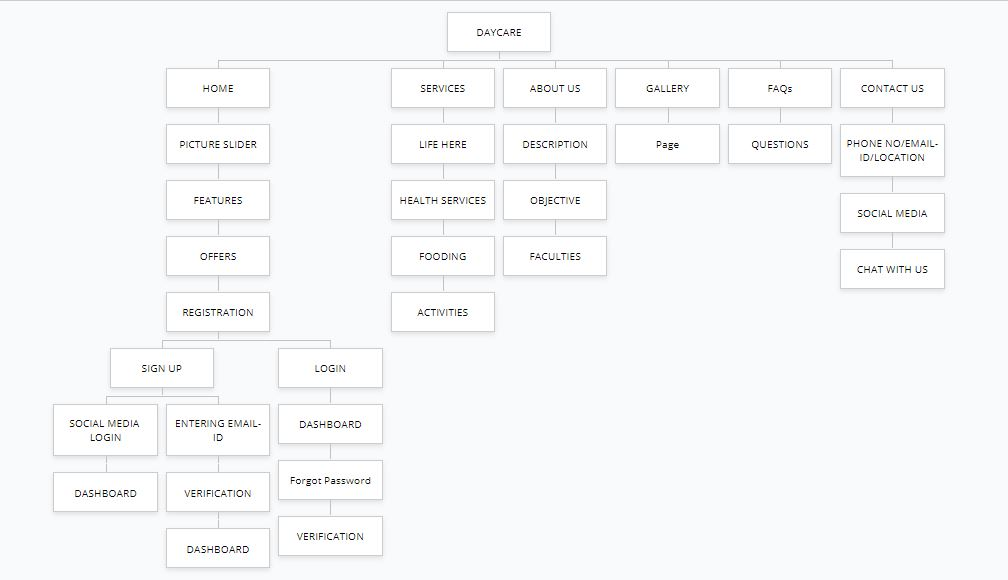 DAYCARE
HOME
SERVICES
ABOUT US
GALLERY
FAQs
CONTACT US
PICTURE SLIDER
LIFE HERE
DESCRIPTION
Page
QUESTIONS
PHONE NO/EMAIL-
ID/LOCATION
FEATURES
HEALTH SERVICES
OBJECTIVE
SOCIAL MEDIA
OFFERS
FOODING
FACULTIES
CHAT WITH US
REGISTRATION
ACTIVITIES
SIGN UP
LOGIN
SOCIAL MEDIA
LOGIN
ENTERING EMAIL-
ID
DASHBOARD
DASHBOARD
VERIFICATION
Forgot Password
DASHBOARD
VERIFICATION